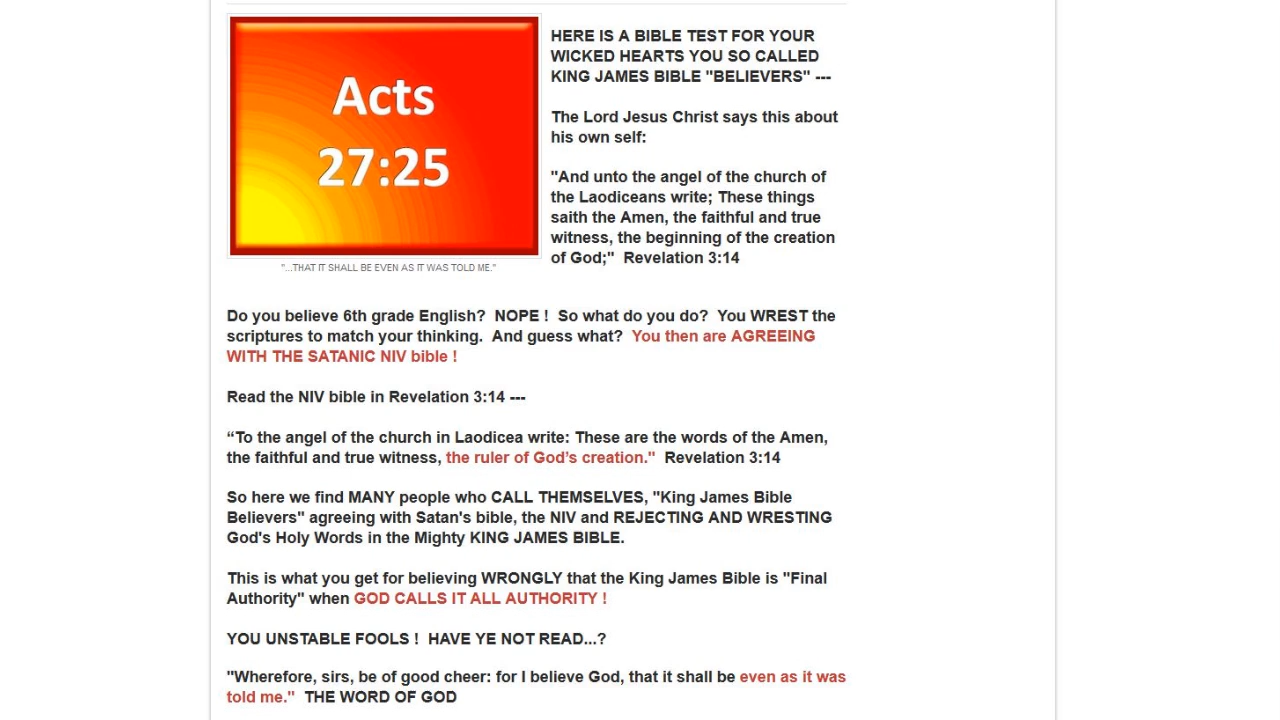 Acts
27:25
"...THAT IT SHALL BE EVEN AS IT WAS TOLD ME."
HERE IS A BIBLE TEST FOR YOUR
WICKED HEARTS YOU SO CALLED
KING JAMES BIBLE "BELIEVERS" ---
The Lord Jesus Christ says this about
his own self:
"And unto the angel of the church of
the Laodiceans write; These things
saith the Amen, the faithful and true
witness, the beginning of the creation
of God;"  Revelation 3:14
Do you believe 6th grade English?  NOPE !  So what do you do?  You WREST the
scriptures to match your thinking.  And guess what?  You then are AGREEING
WITH THE SATANIC NIV bible !
Read the NIV bible in Revelation 3:14 ---
“To the angel of the church in Laodicea write: These are the words of the Amen,
the faithful and true witness, the ruler of God’s creation."  Revelation 3:14
So here we find MANY people who CALL THEMSELVES, "King James Bible
Believers" agreeing with Satan's bible, the NIV and REJECTING AND WRESTING
God's Holy Words in the Mighty KING JAMES BIBLE.
This is what you get for believing WRONGLY that the King James Bible is "Final
Authority" when GOD CALLS IT ALL AUTHORITY !
YOU UNSTABLE FOOLS !  HAVE YE NOT READ...?
"Wherefore, sirs, be of good cheer: for I believe God, that it shall be even as it was
told me."  THE WORD OF GOD